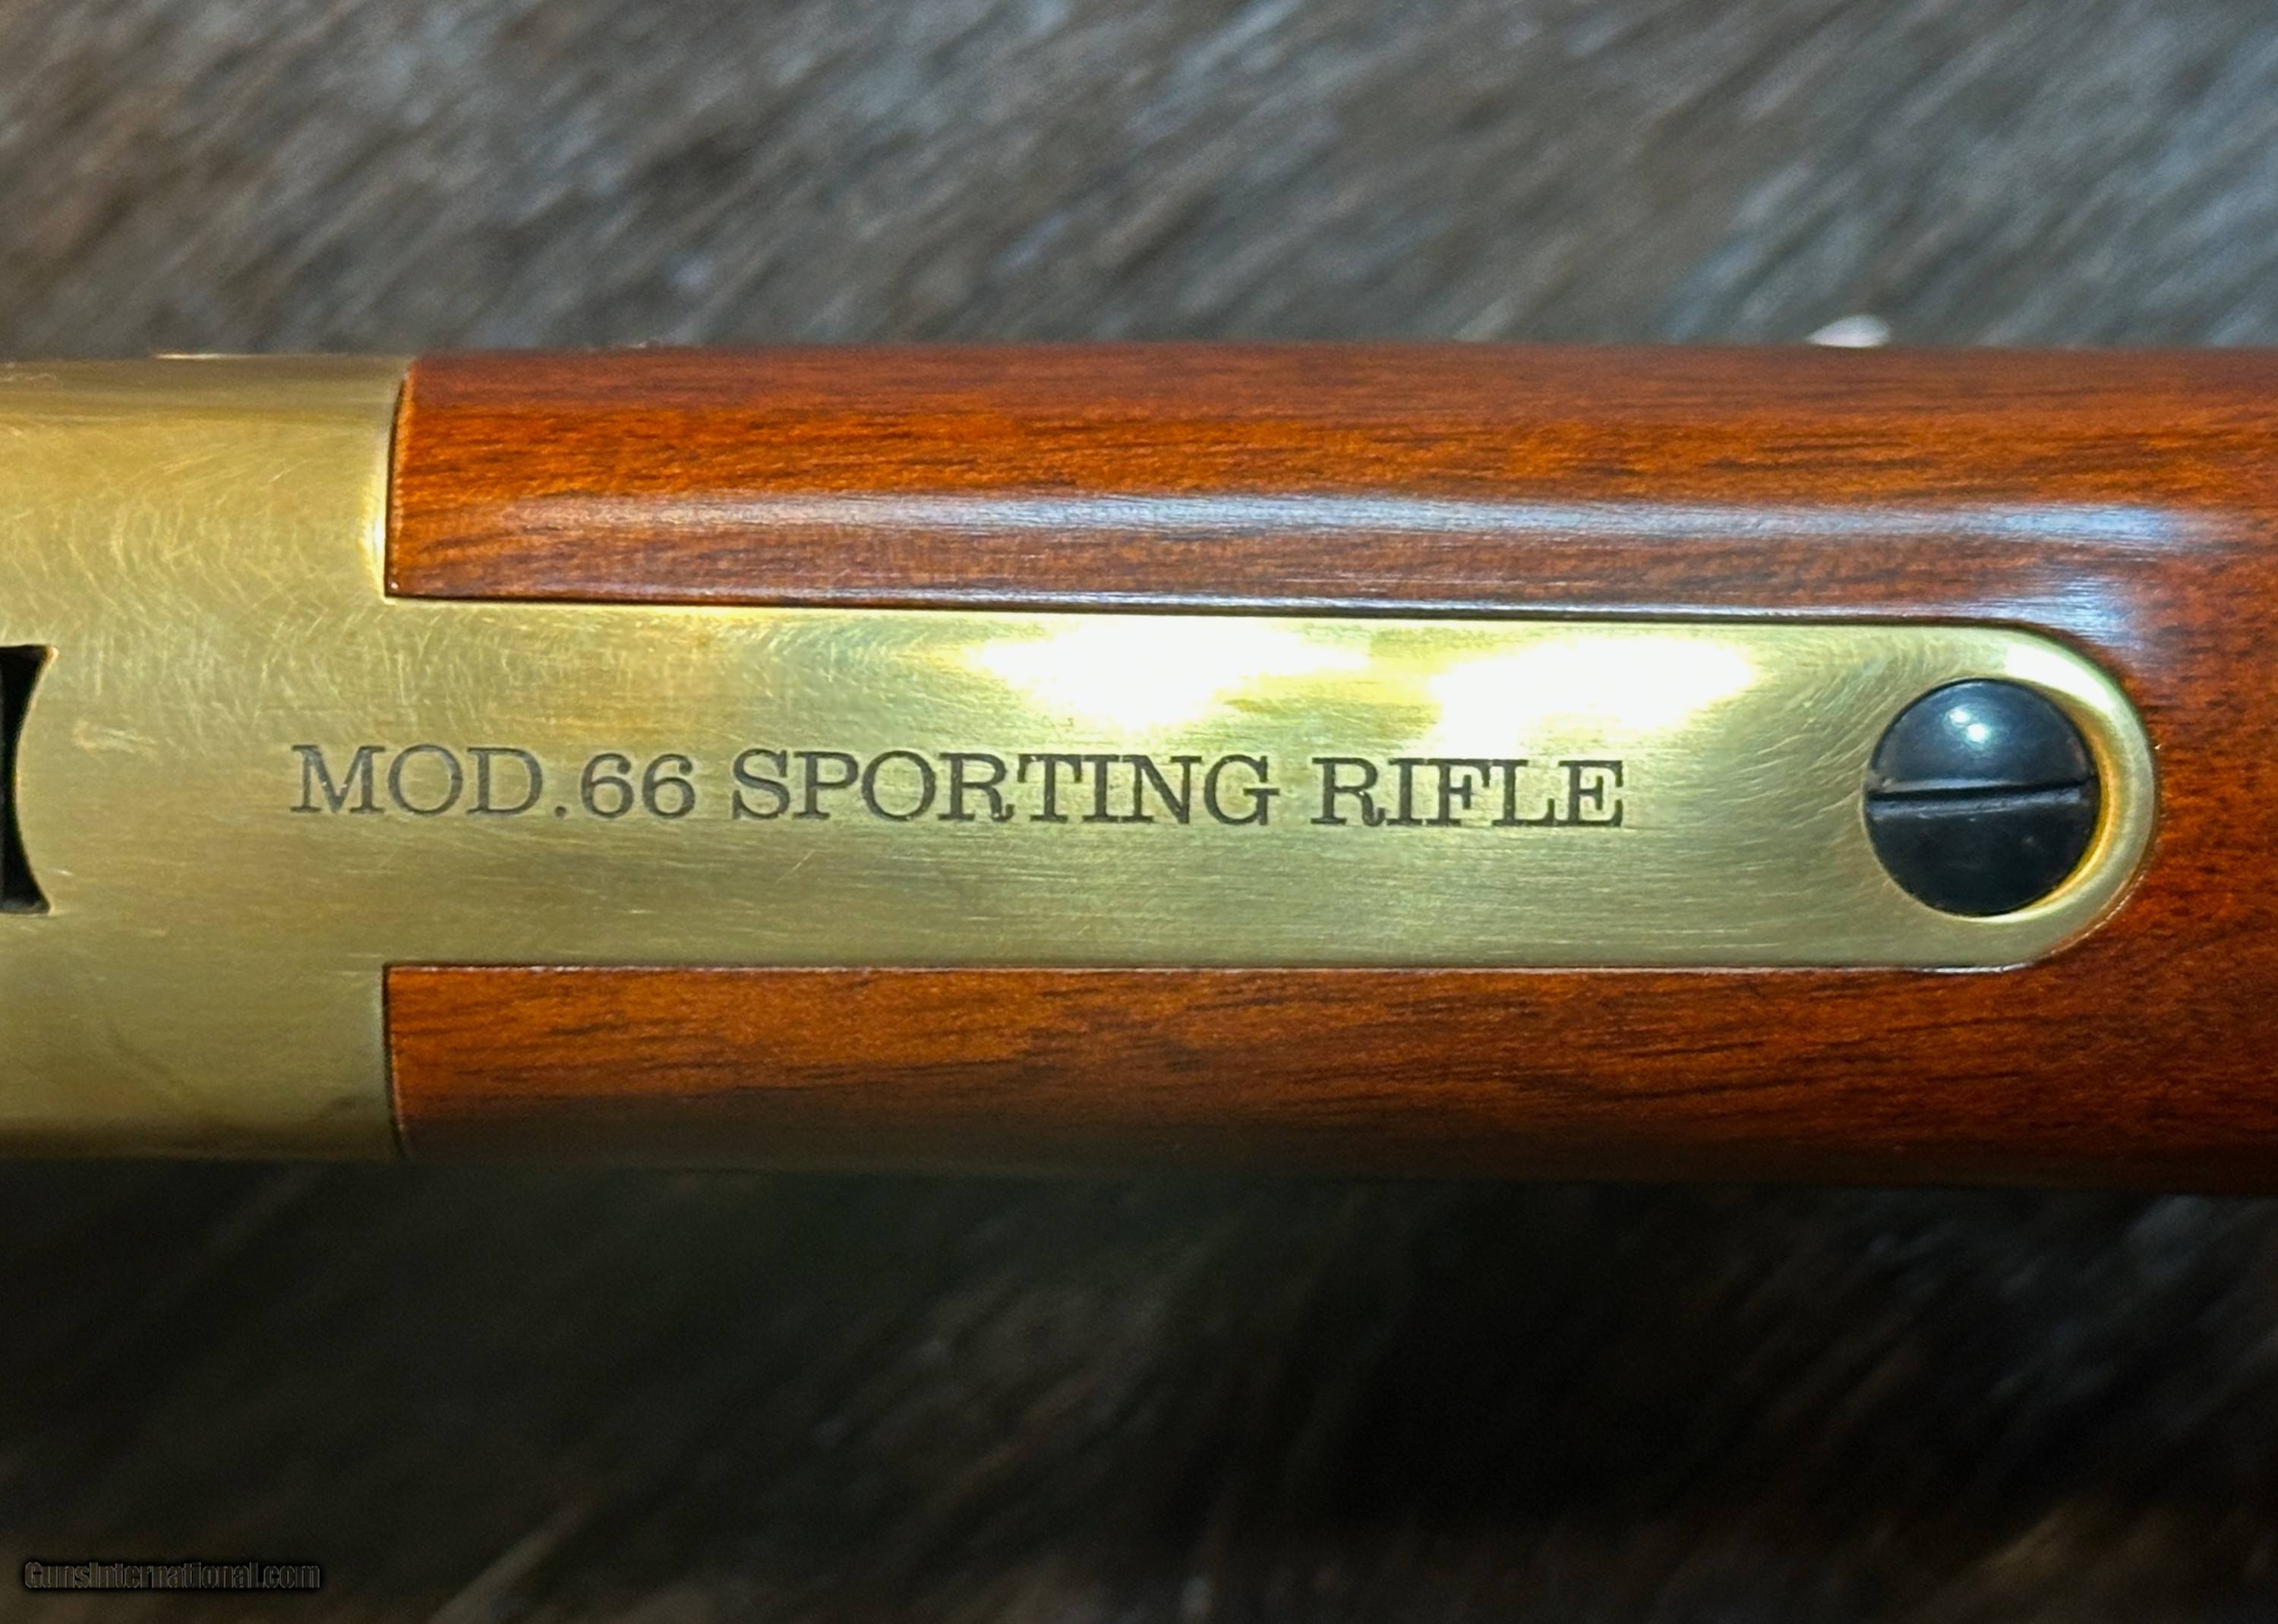 MOD.66 SPORTING RIFLE
GunsInternational.com